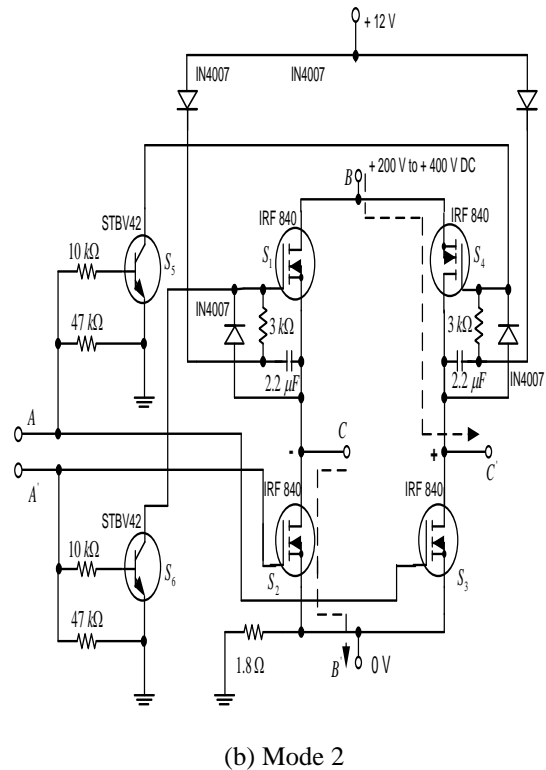 + 12 V
IN4007
IN4007
+ 200 V to + 400 V DC
B
STBV42
IRF 840
IRF 840
10 kΩ
S5
S1
S4
IN4007
3 kΩ
3 kΩ
47 kΩ
2.2 μF
2.2 μF
IN4007
A
- C
+ C'
A'
IRF 840
IRF 840
STBV42
10 kΩ
S6
S2
S3
47 kΩ
1.8 Ω
B' 0 V
(b) Mode 2